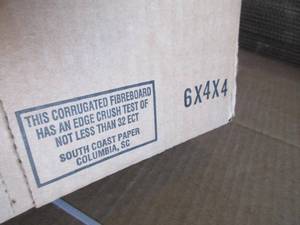 THIS CORRUGATED FIBREBOARD
HAS AN EDGE CRUSH TEST OF
NOT LESS THAN 32 ECT
SOUTH COAST PAPER
COLUMBIA, SC
6X4X4